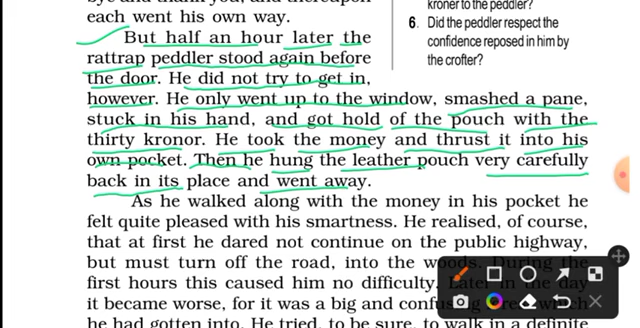 bye and thank you, and thereupon
each went his own way.
But half an hour later the
rattrap peddler stood again before
the door. He did not try to get in,
however. He only went up to the window, smashed a pane,
stuck in his hand, and got hold of the pouch with the
thirty kronor. He took the money and thrust it into his
own pocket. Then he hung the leather pouch very carefully
back in its place and went away.
As he walked along with the money in his pocket he
felt quite pleased with his smartness. He realised, of course,
that at first he dared not continue on the public highway,
but must turn off the road, into the woods. During the
first hours this caused him no difficulty. Later in the day
it became worse, for it was a big and confusing forest which
he had gotten into. He tried, to be sure, to walk in a definite
kroner to the peddler?
6. Did the peddler respect the
confidence reposed in him by
the crofter?